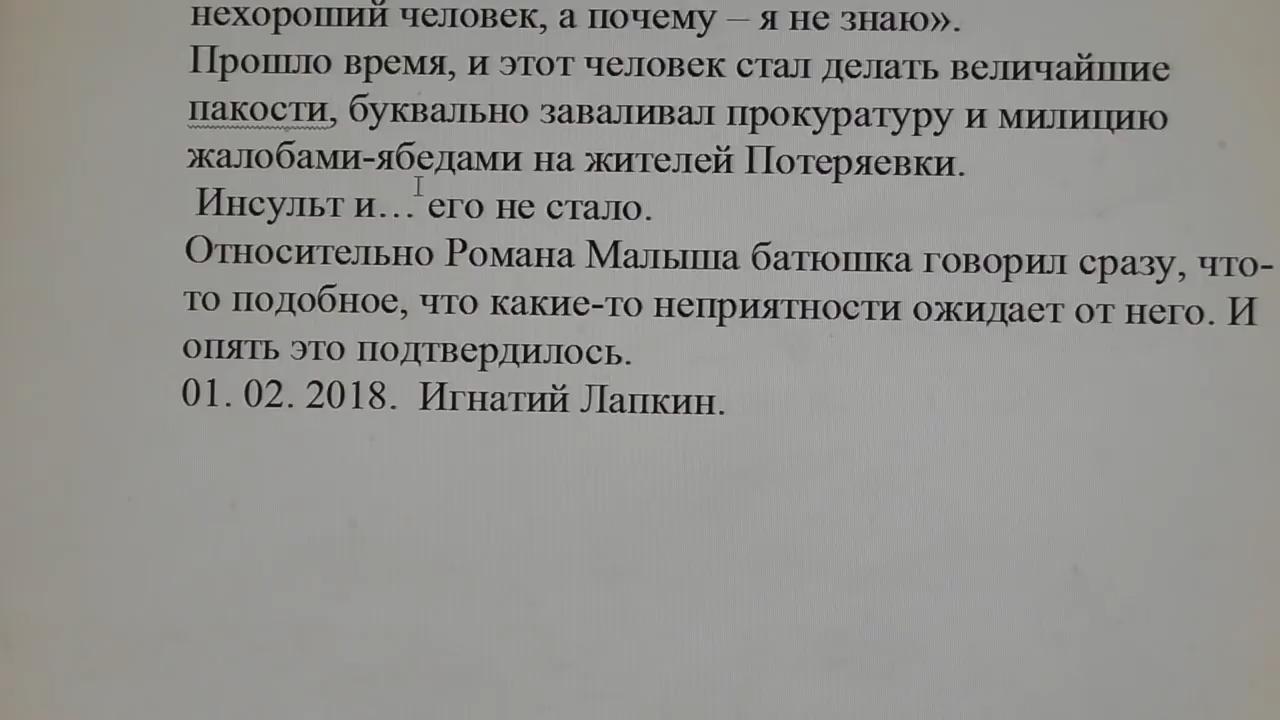 нехороший человек, а почему – я не знаю».
Прошло время, и этот человек стал делать величайшие
пакости, буквально заваливал прокуратуру и милицию
жалобами-ябедами на жителей Потеряевки.
Инсульт и… его не стало.
Относительно Романа Малыша батюшка говорил сразу, что-
то подобное, что какие-то неприятности ожидает от него. И
опять это подтвердилось.
01. 02. 2018. Игнатий Лапкин.